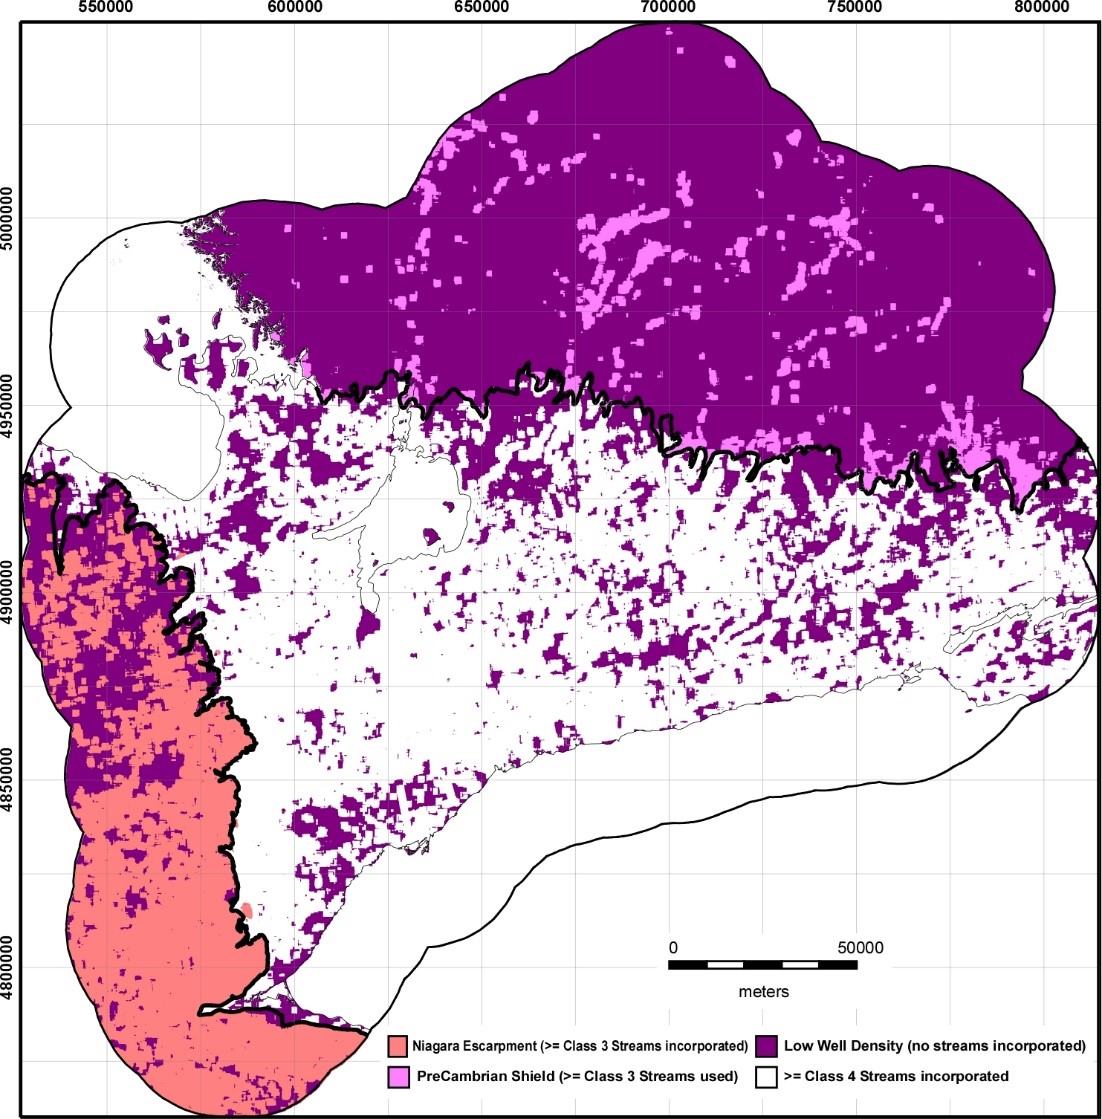 550000 600000 650000 700000 750000 800000
5000000
4950000
4900000
4850000
4800000
0 50000
meters
Niagara Escarpment (>= Class 3 Streams incorporated)
Low Well Density (no streams incorporated)
PreCambrian Shield (>= Class 3 Streams used)
>= Class 4 Streams incorporated